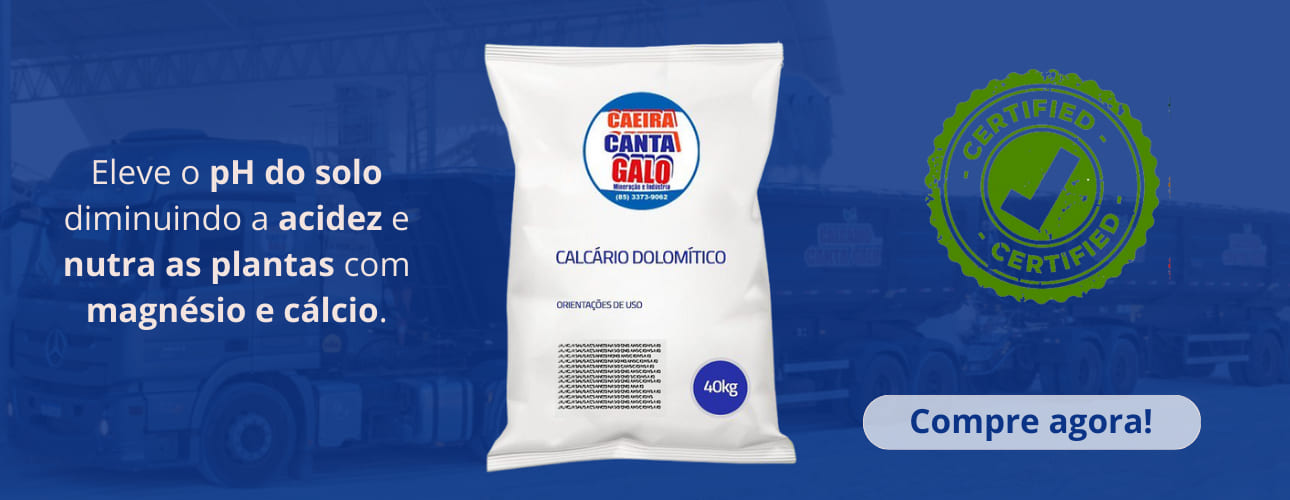 Eleve o pH do solo
diminuindo a acidez e
nutra as plantas com
magnésio e cálcio.
CAEIRA
CANTA
GALO
Mineração e Indústria
(85) 3373-9062
CALCÁRIO DOLOMÍTICO
ORIENTAÇÕES DE USO
40kg
- CERTIFIED -
- CERTIFIED -
Compre agora!